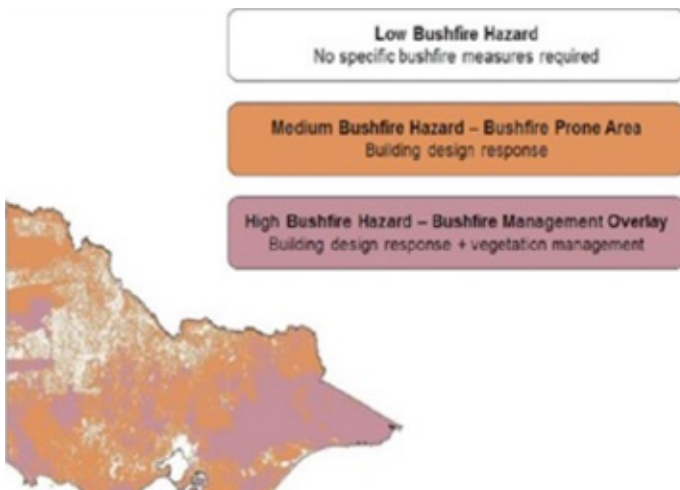 Low Bushfire Hazard
No specific bushfire measures required
Medium Bushfire Hazard – Bushfire Prone Area
Building design response
High Bushfire Hazard – Bushfire Management Overlay
Building design response + vegetation management